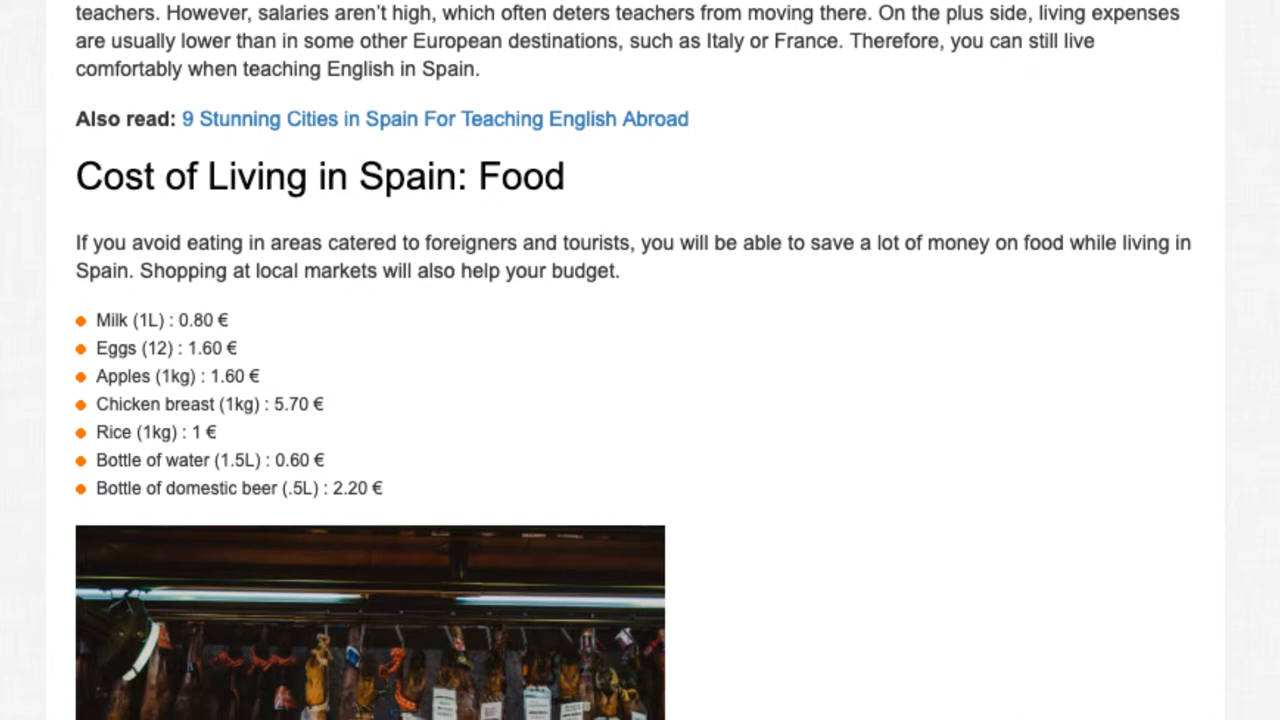 teachers. However, salaries aren’t high, which often deters teachers from moving there. On the plus side, living expenses
are usually lower than in some other European destinations, such as Italy or France. Therefore, you can still live
comfortably when teaching English in Spain.
Also read: 9 Stunning Cities in Spain For Teaching English Abroad
Cost of Living in Spain: Food
If you avoid eating in areas catered to foreigners and tourists, you will be able to save a lot of money on food while living in
Spain. Shopping at local markets will also help your budget.
Milk (1L) : 0.80 €
Eggs (12) : 1.60 €
Apples (1kg) : 1.60 €
Chicken breast (1kg) : 5.70 €
Rice (1kg) : 1 €
Bottle of water (1.5L) : 0.60 €
Bottle of domestic beer (.5L) : 2.20 €